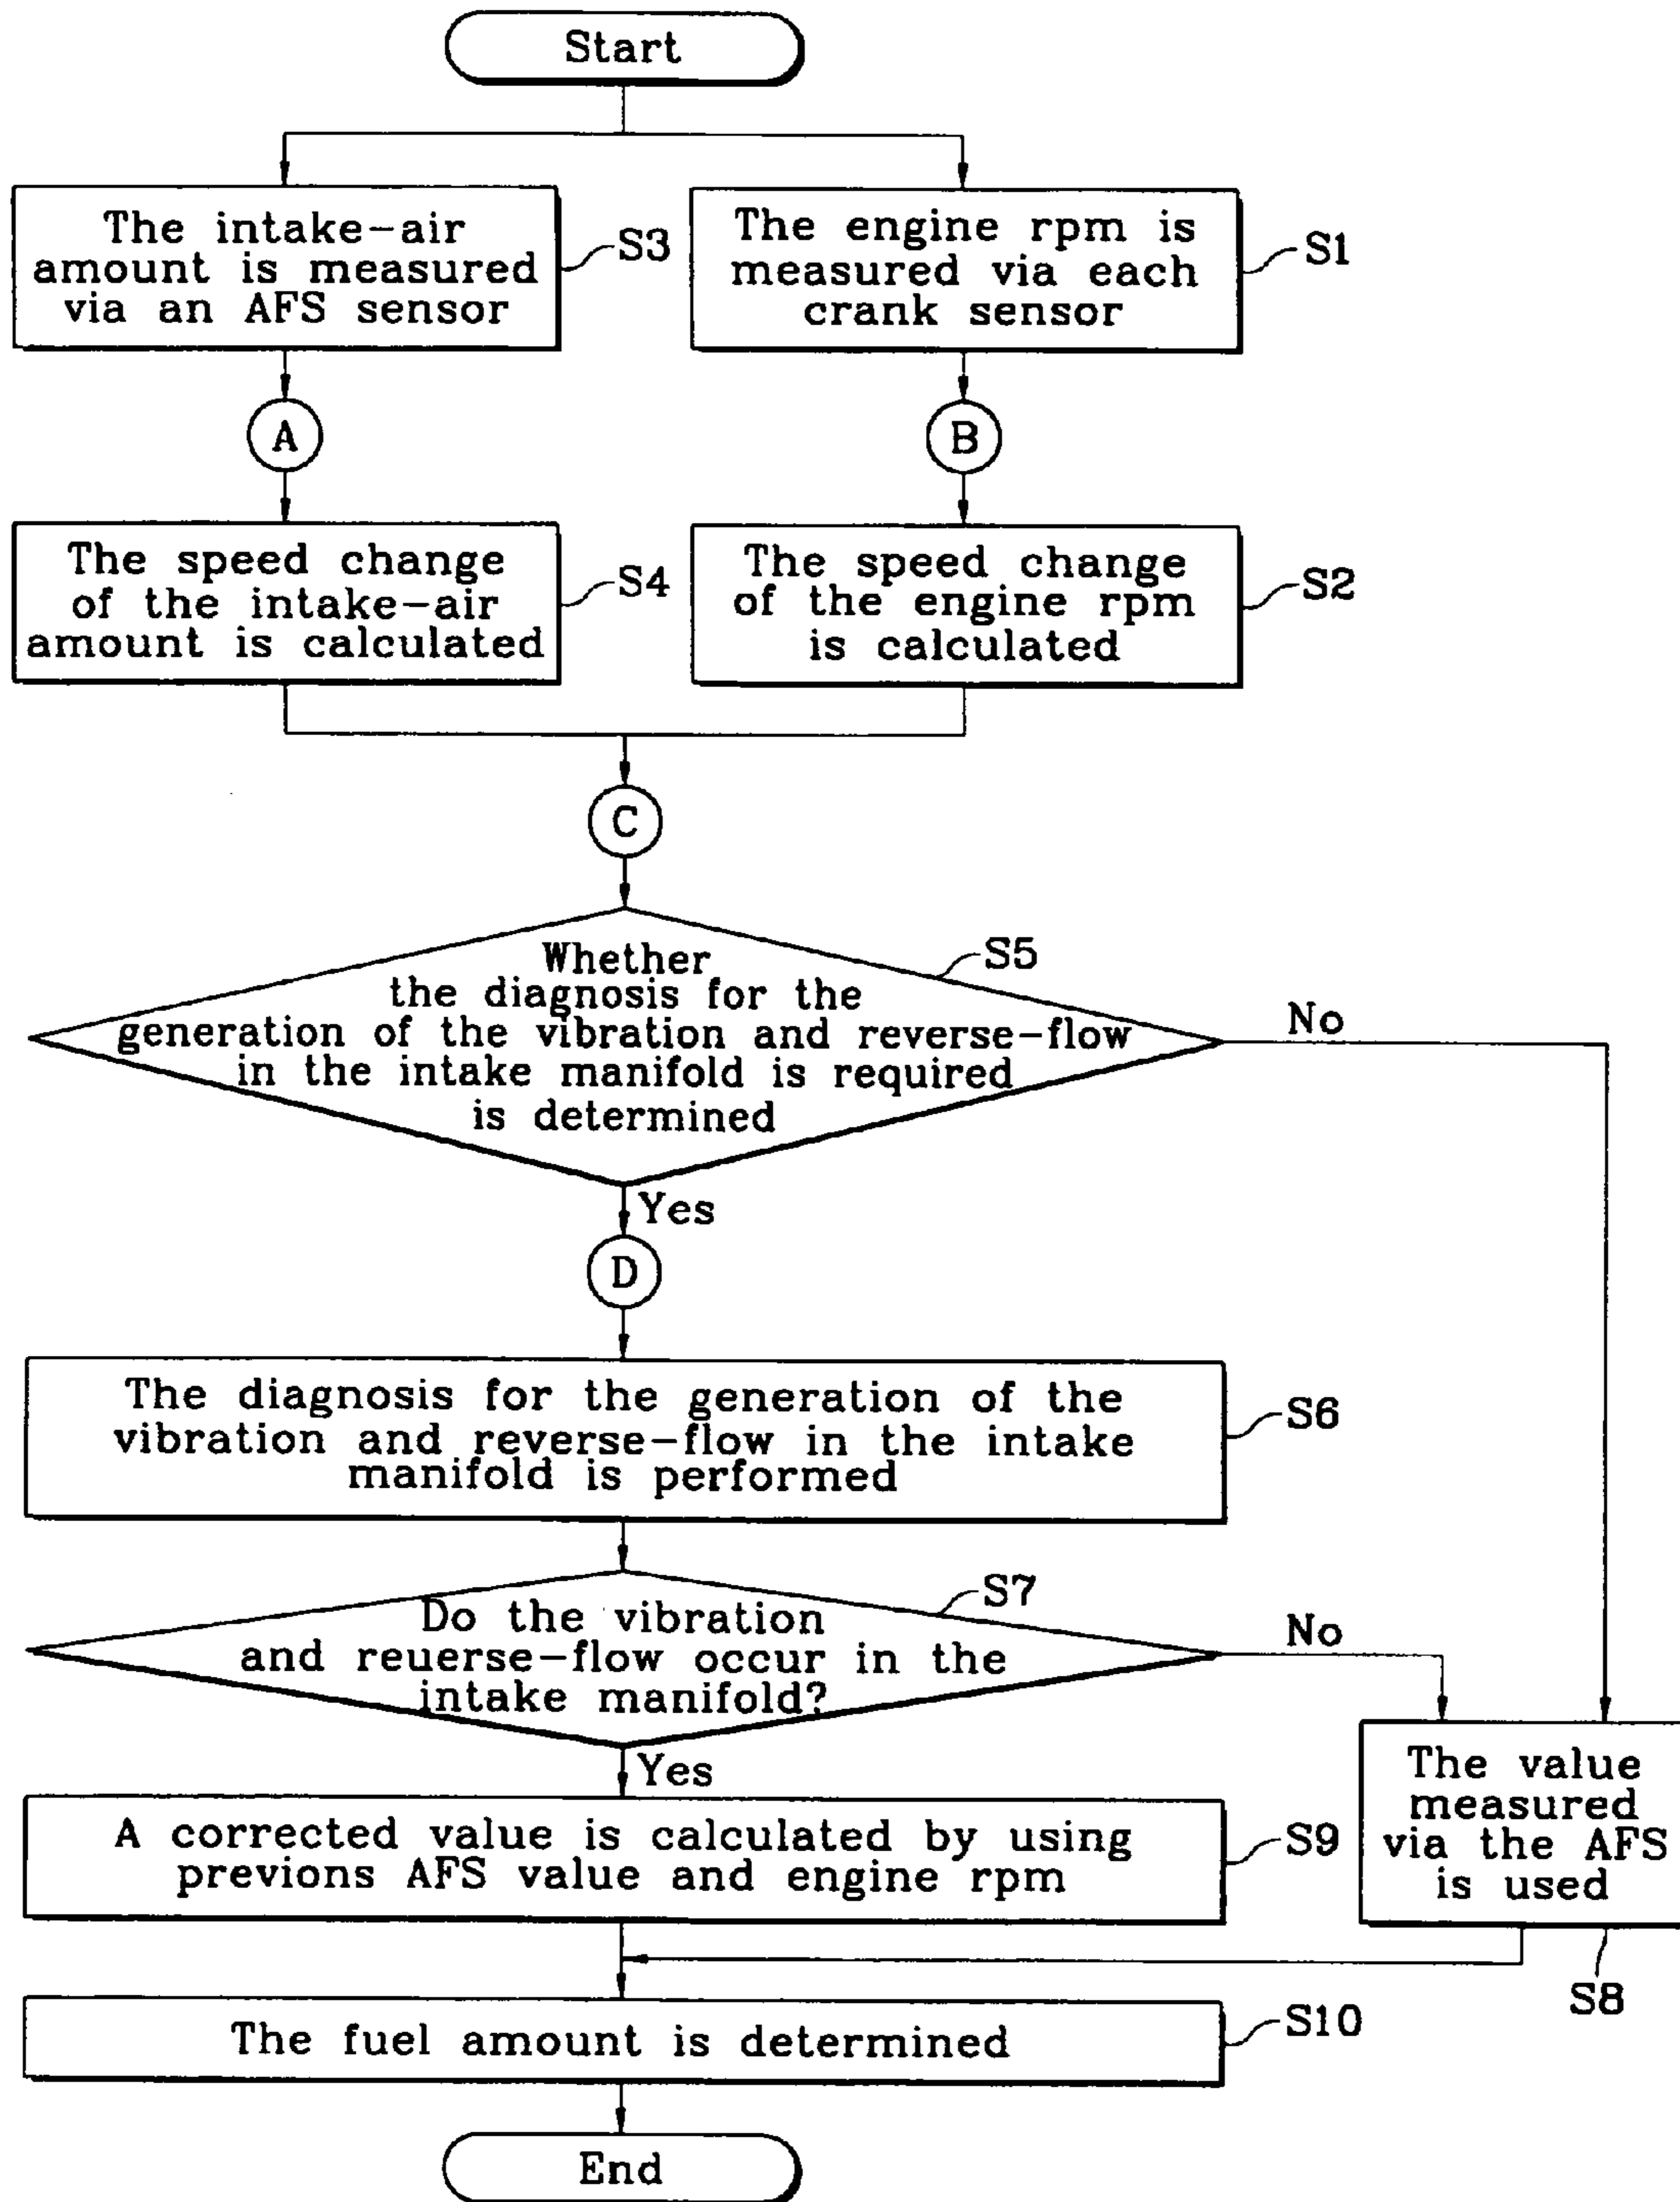 Start
The intake-air
amount is measured
via an AFS sensor
S3
The engine rpm is
measured via each
crank sensor
S1
A
B
The speed change
of the intake-air
amount is calculated
S4
The speed change
of the engine rpm
is calculated
S2
C
Whether
the diagnosis for the
generation of the vibration and reverse-flow
in the intake manifold is required
is determined
S5
No
Yes
D
The diagnosis for the generation of the
vibration and reverse-flow in the intake
manifold is performed
S6
Do the vibration
and reuerse-flow occur in the
intake manifold?
S7
No
Yes
A corrected value is calculated by using
previons AFS value and engine rpm
S9
The value
measured
via the AFS
is used
S8
The fuel amount is determined
S10
End